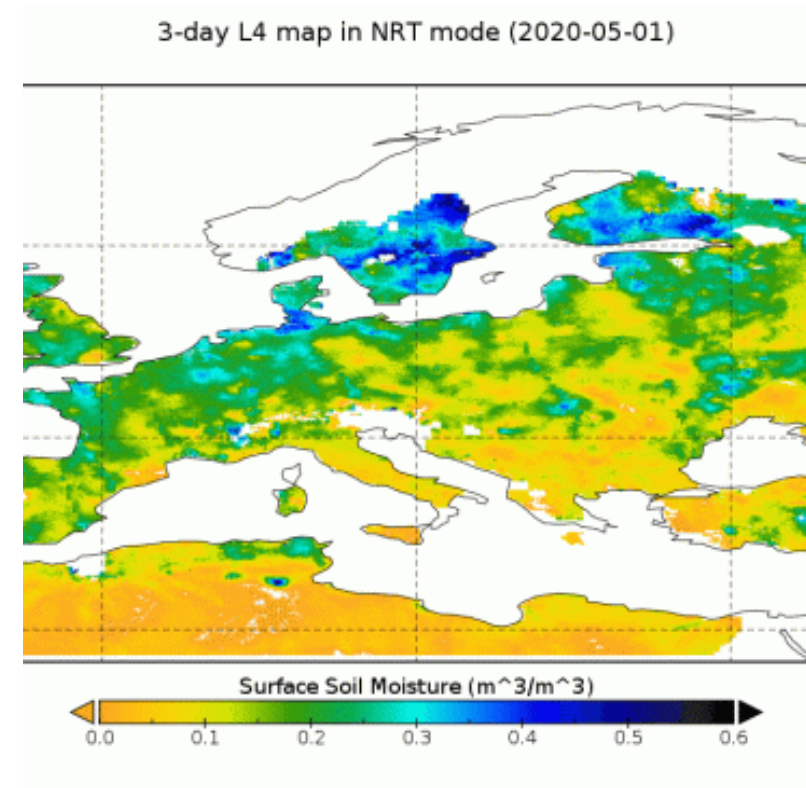 3-day L4 map in NRT mode (2020-05-01)
Surface Soil Moisture (m^3/m^3)
0.0 0.1 0.2 0.3 0.4 0.5 0.6